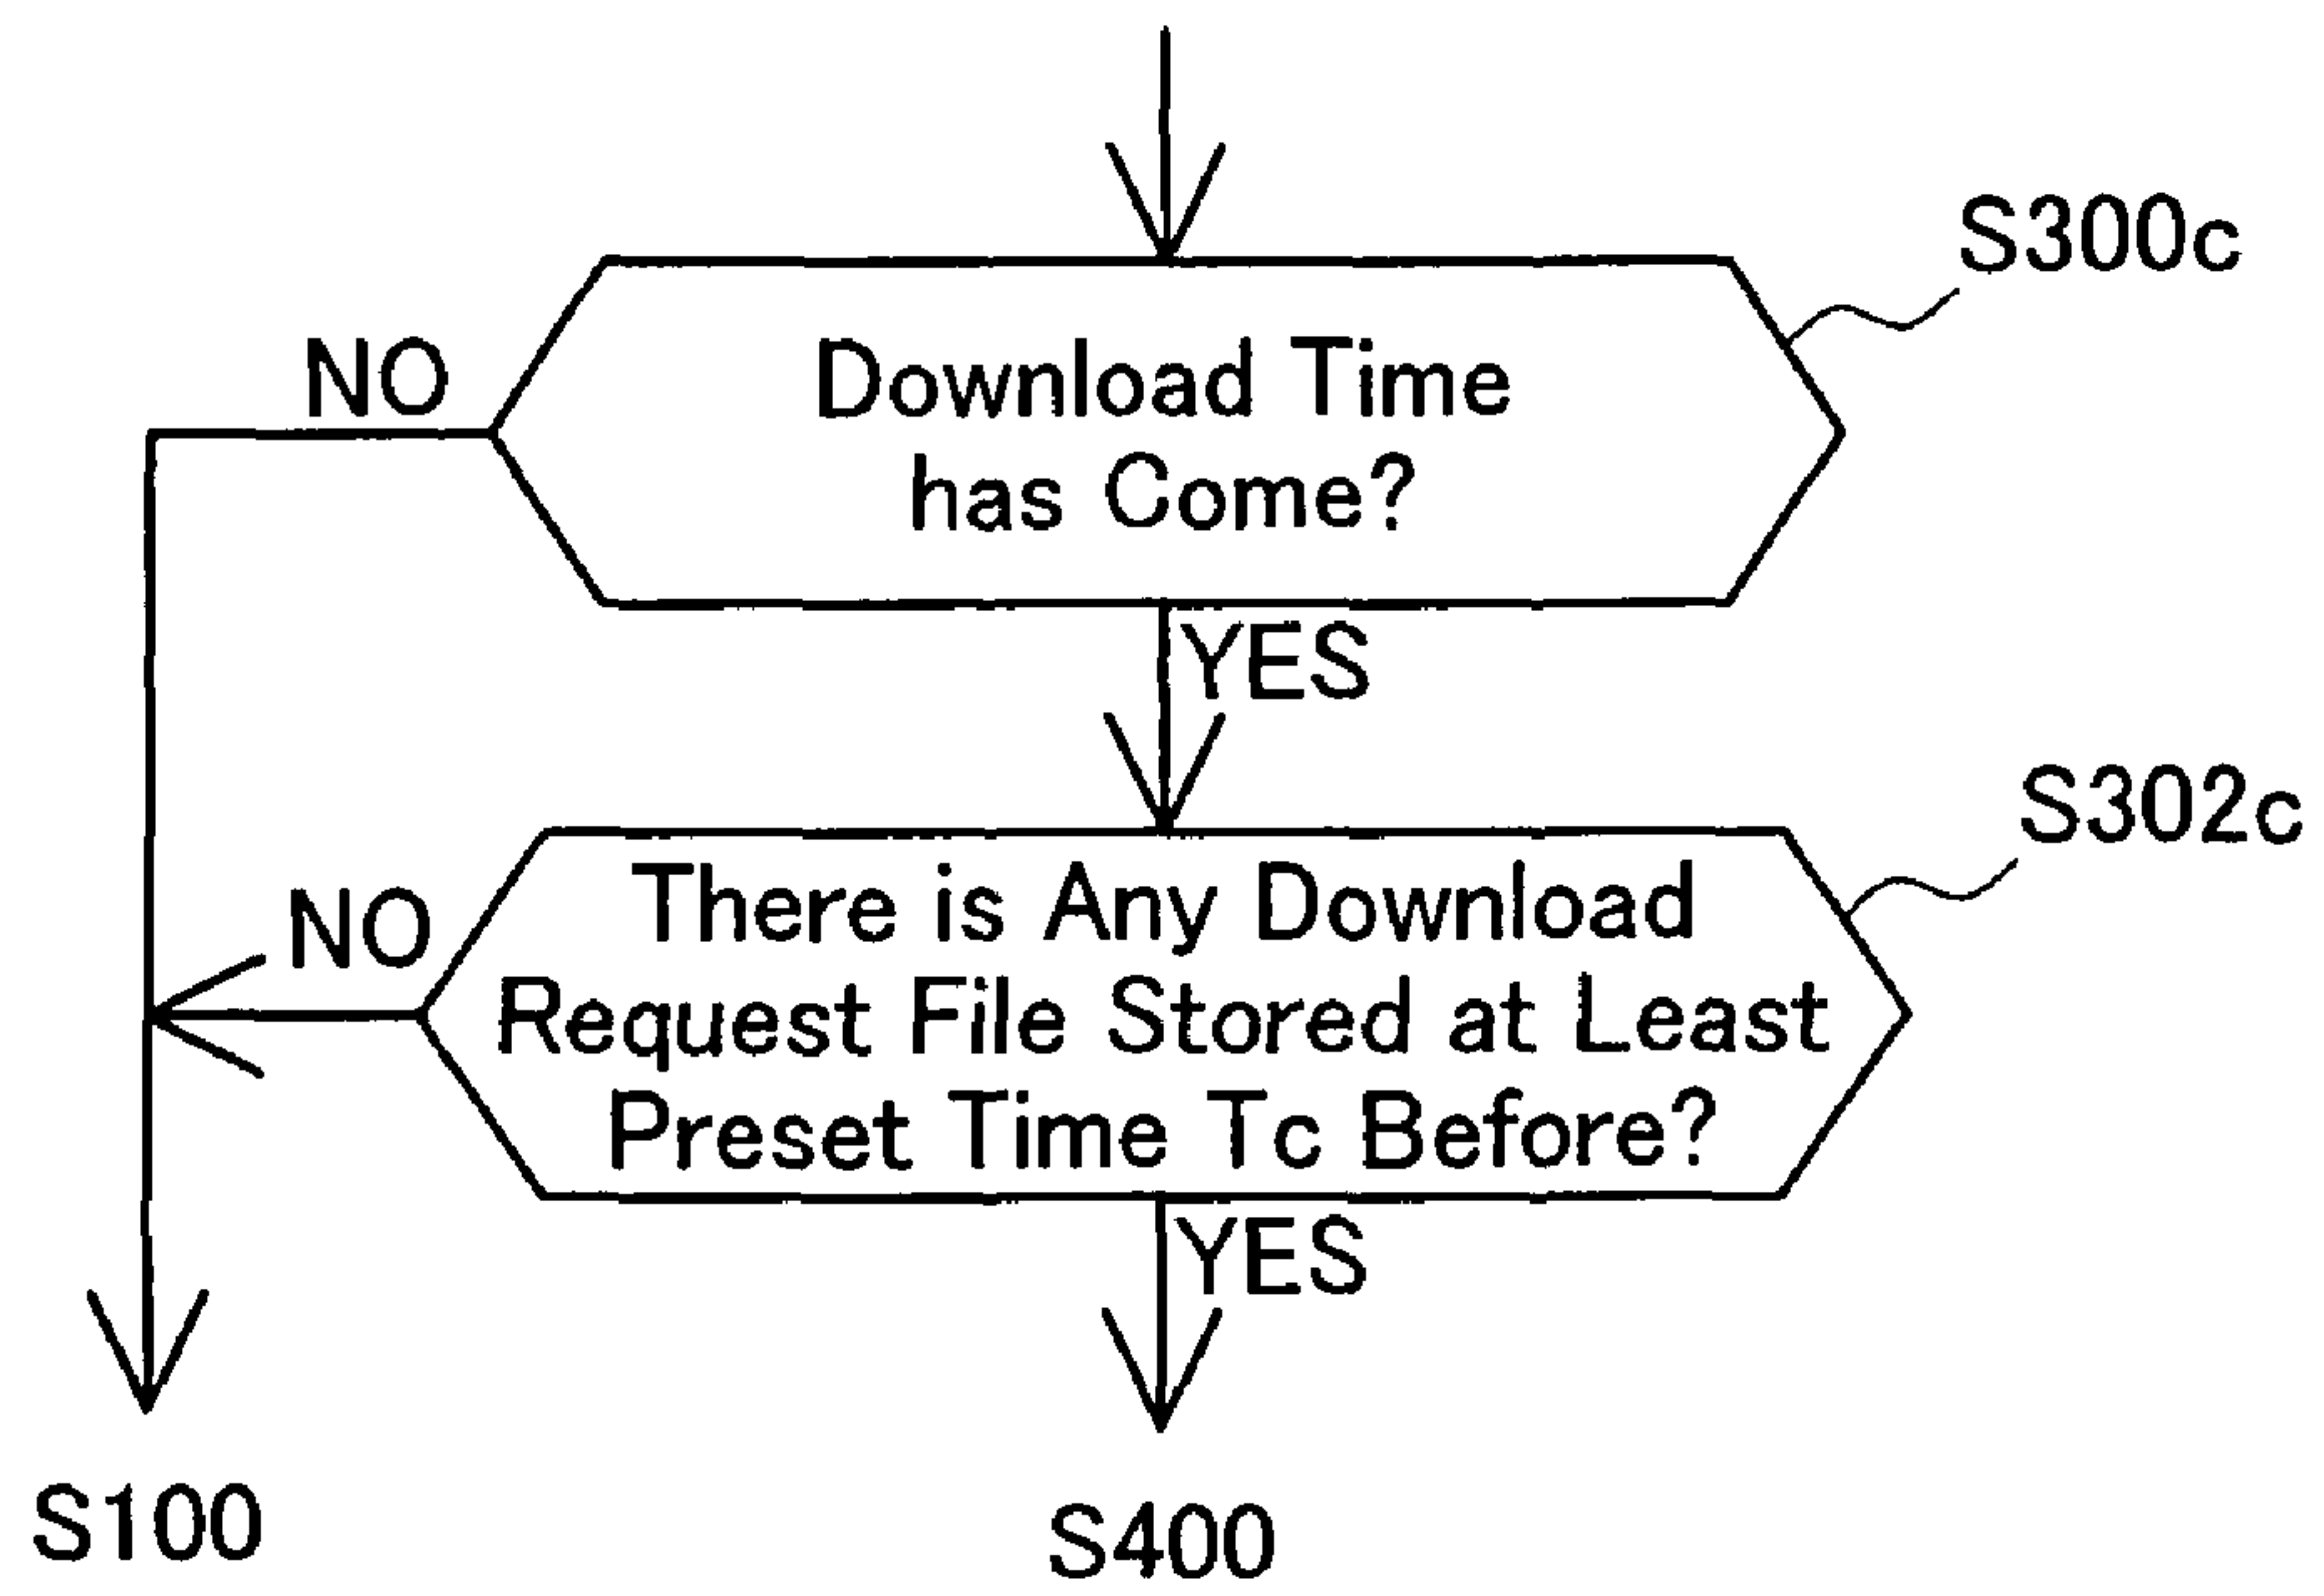 S300c
NO
Download Time
has Come?
YES
S302c
NO
There is Any Download
Request File Stored at Least
Preset Time Tc Before?
YES
S100
S400